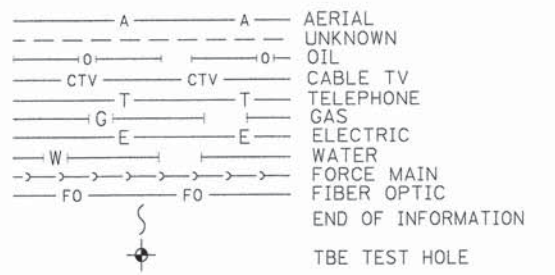 A A AERIAL
UNKNOWN
O O OIL
CTV CTV CABLE TV
T T TELEPHONE
G GAS
E E ELECTRIC
W WATER
FORCE MAIN
FO FO FIBER OPTIC
END OF INFORMATION
TBE TEST HOLE